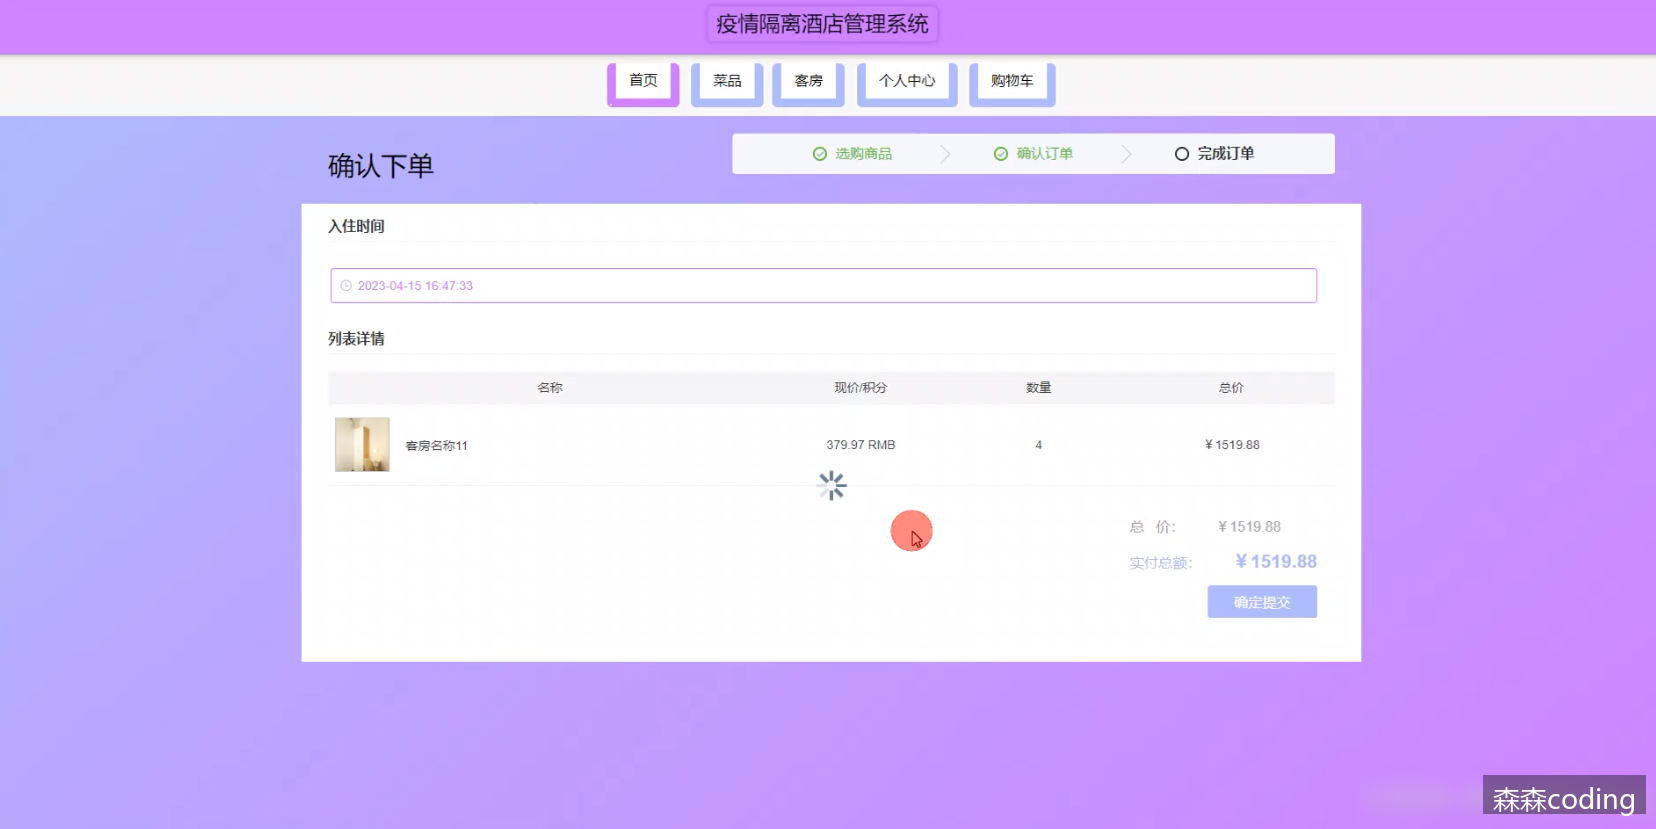 疫情隔离酒店管理系统
首页 菜品 客房 个人中心 购物车
确认下单
选购商品 确认订单 完成订单
入住时间
2023-04-15 16:47:33
列表详情
名称 现价/积分 数量 总价
客房名称11 379.97 RMB 4 ¥ 1519.88
总 价： ¥ 1519.88
实付总额： ¥ 1519.88
确定提交
森森coding